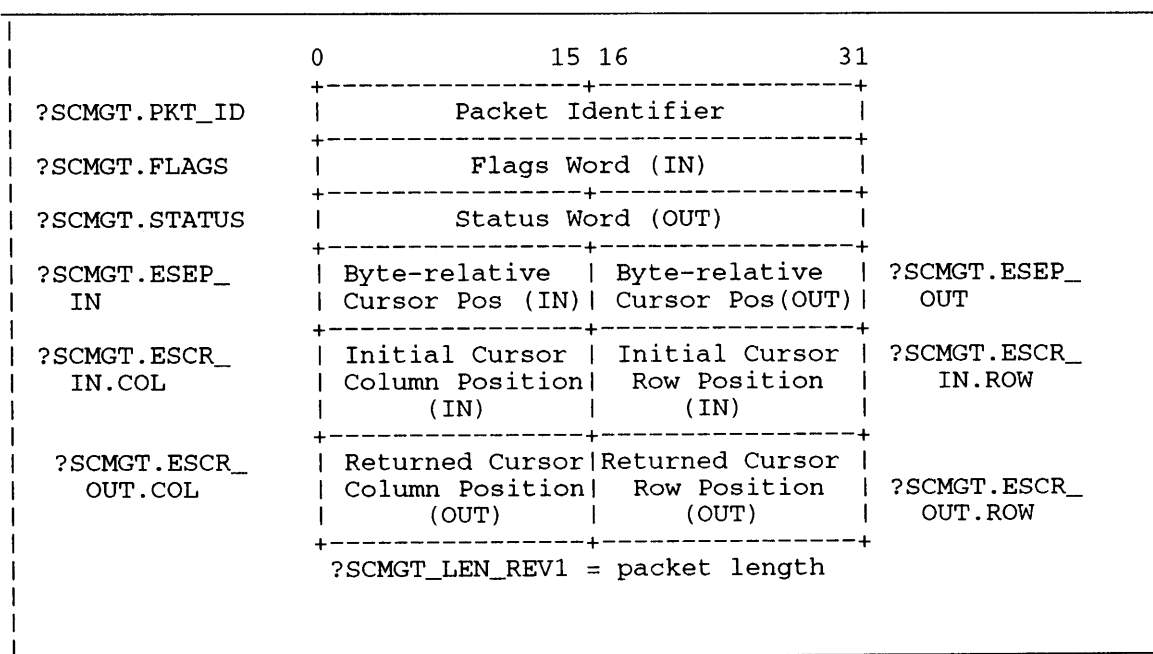 0 15 16 31
?SCMGT.PKT_ID Packet Identifier
?SCMGT.FLAGS Flags Word (IN)
?SCMGT.STATUS Status Word (OUT)
?SCMGT.ESEP_ Byte-relative Byte-relative ?SCMGT.ESEP_
IN Cursor Pos (IN) Cursor Pos(OUT) OUT
?SCMGT.ESCR_ Initial Cursor Initial Cursor ?SCMGT.ESCR_
IN.COL Column Position Row Position IN.ROW
(IN) (IN)
?SCMGT.ESCR_ Returned Cursor Returned Cursor
OUT.COL Column Position Row Position ?SCMGT.ESCR_
(OUT) (OUT) OUT.ROW
?SCMGT_LEN_REV1 = packet length